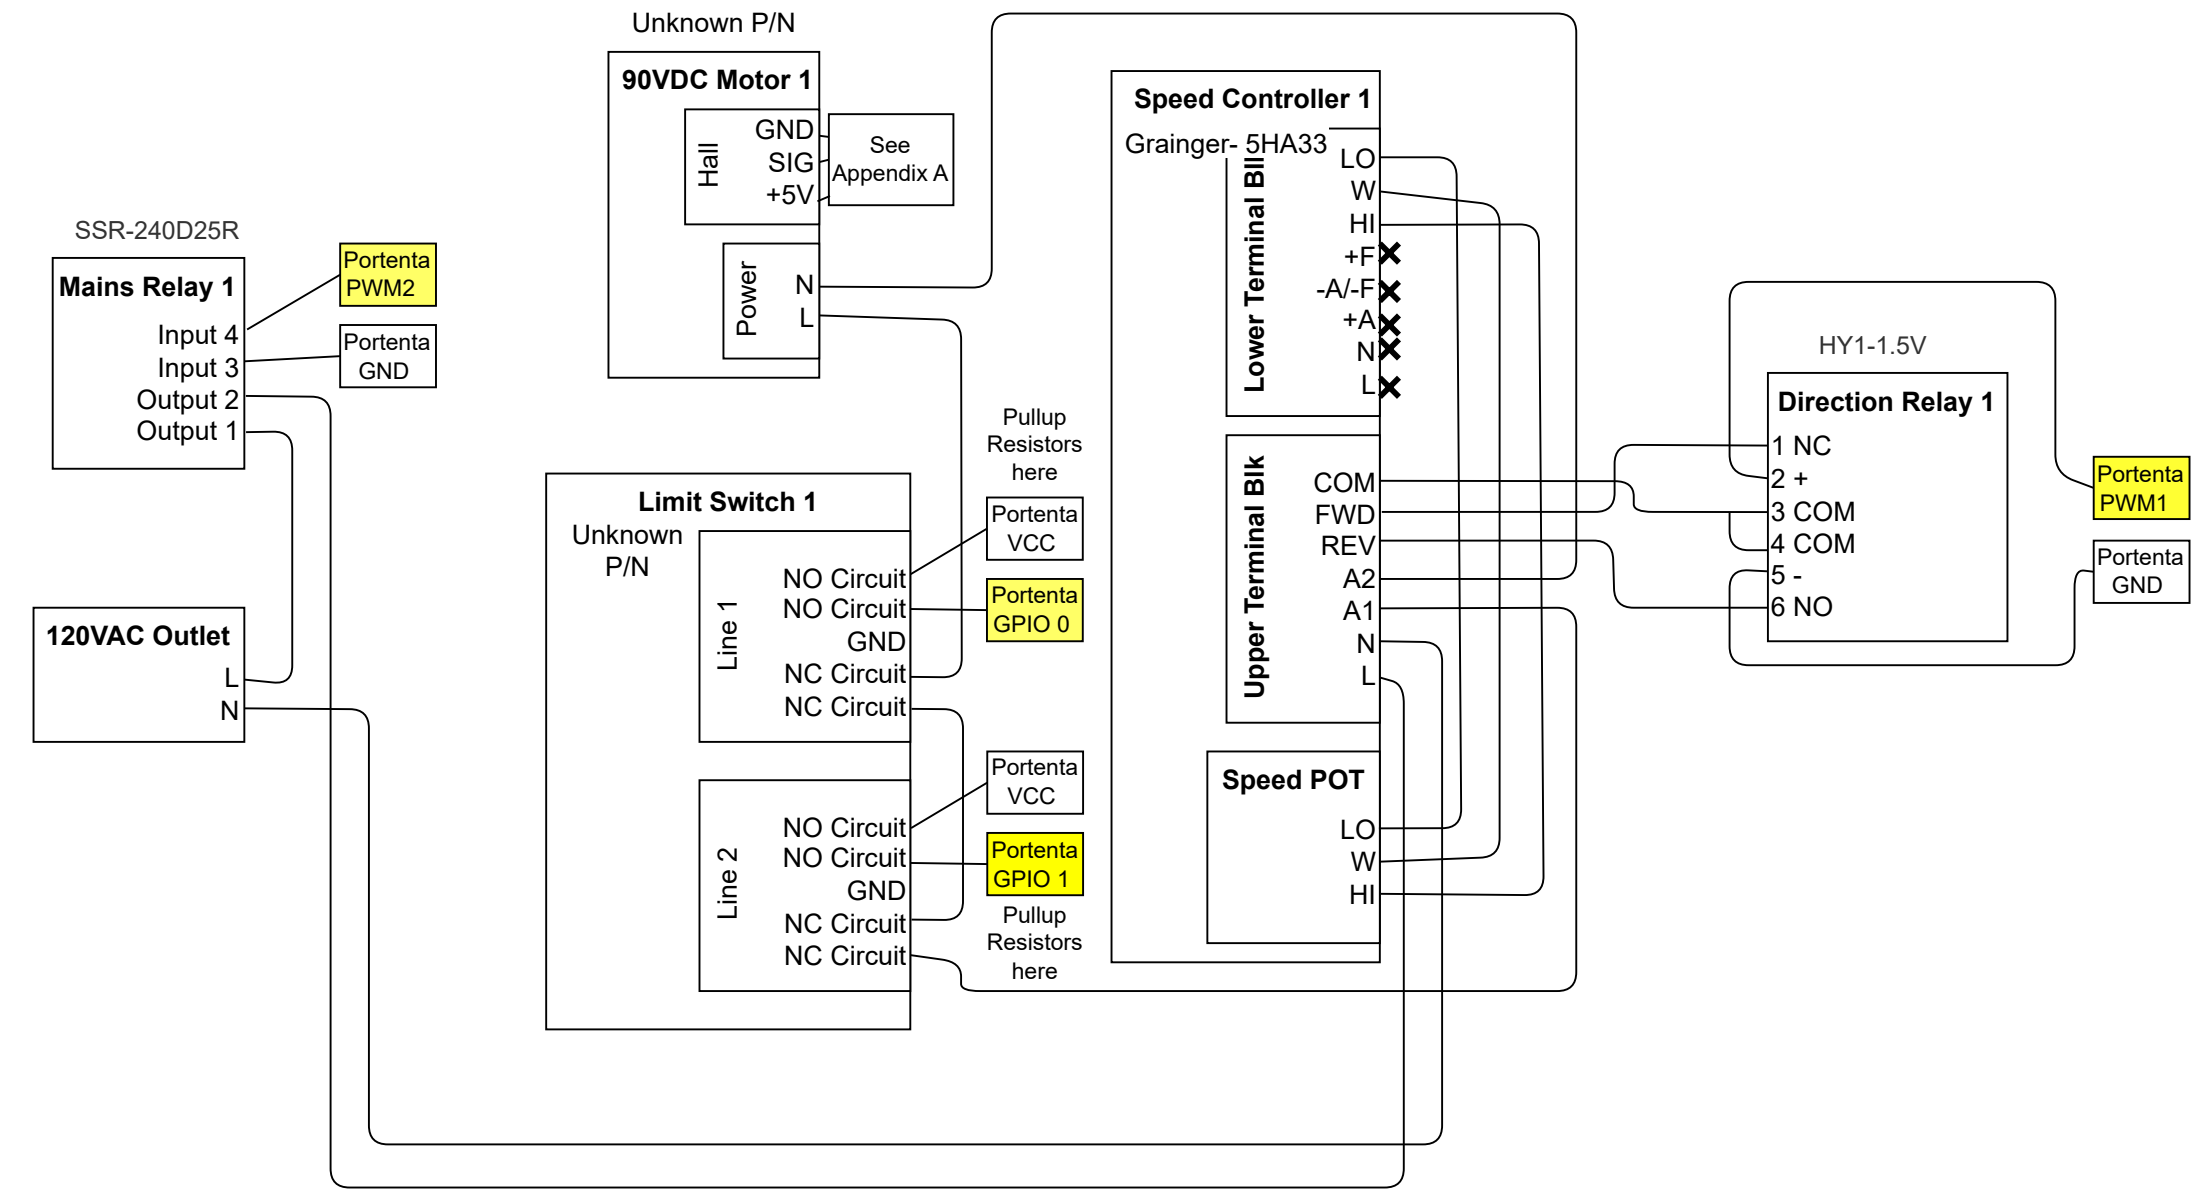 Unknown P/N
90VDC Motor 1
Hall
GND
SIG
+5V
See
Appendix A
Power
N
L
SSR-240D25R
Mains Relay 1
Input 4
Input 3
Output 2
Output 1
Portenta
PWM2
Portenta
GND
120VAC Outlet
L
N
Limit Switch 1
Unknown
P/N
Line 1
NO Circuit
NO Circuit
GND
NC Circuit
NC Circuit
Pullup
Resistors
here
Portenta
VCC
Portenta
GPIO 0
Line 2
NO Circuit
NO Circuit
GND
NC Circuit
NC Circuit
Portenta
VCC
Portenta
GPIO 1
Pullup
Resistors
here
Speed Controller 1
Grainger- 5HA33
Lower Terminal Bll
LO
W
HI
+F
-A/-F
+A
N
L
Upper Terminal Blk
COM
FWD
REV
A2
A1
N
L
Speed POT
LO
W
HI
HY1-1.5V
Direction Relay 1
1 NC
2 +
3 COM
4 COM
5 -
6 NO
Portenta
PWM1
Portenta
GND